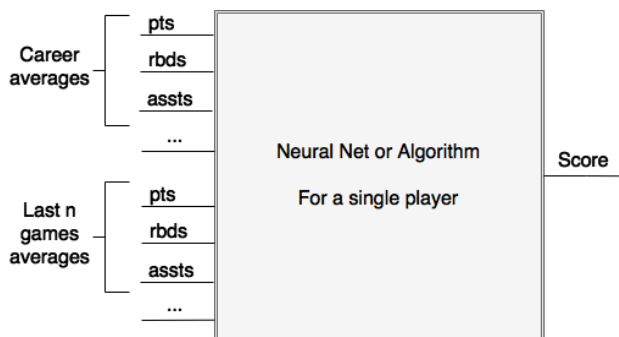 Career
averages
pts
rbds
assts
...
Neural Net or Algorithm
For a single player
Score
Last n
games
averages
pts
rbds
assts
...